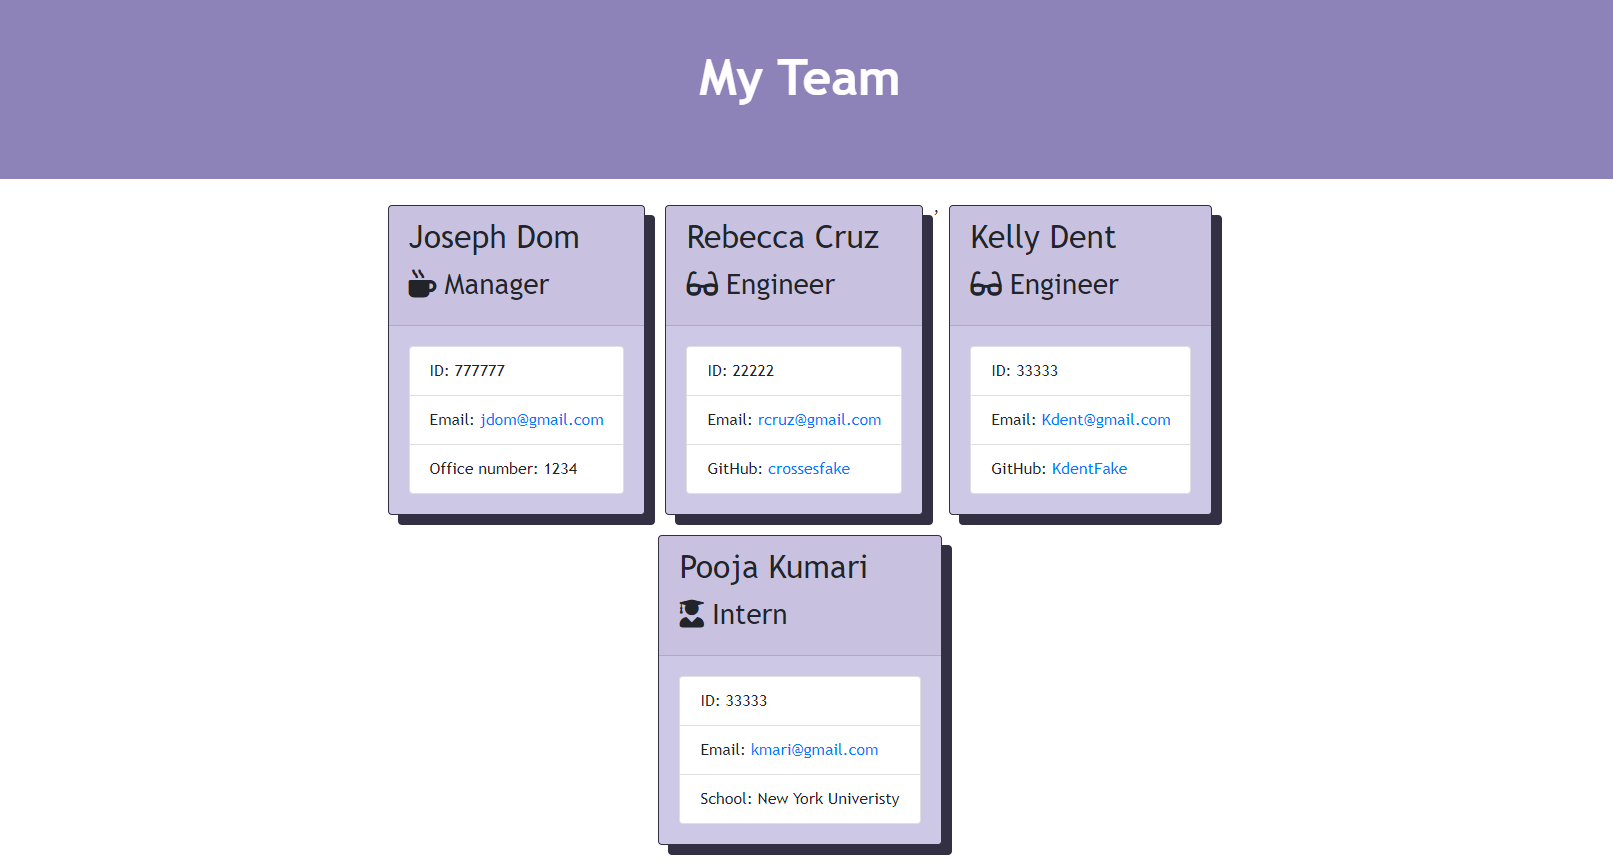 My Team
Joseph Dom
Manager
ID: 777777
Email: jdom@gmail.com
Office number: 1234
Rebecca Cruz
Engineer
ID: 22222
Email: rcruz@gmail.com
GitHub: crossesfake
,
Kelly Dent
Engineer
ID: 33333
Email: Kdent@gmail.com
GitHub: KdentFake
Pooja Kumari
Intern
ID: 33333
Email: kmari@gmail.com
School: New York Univeristy